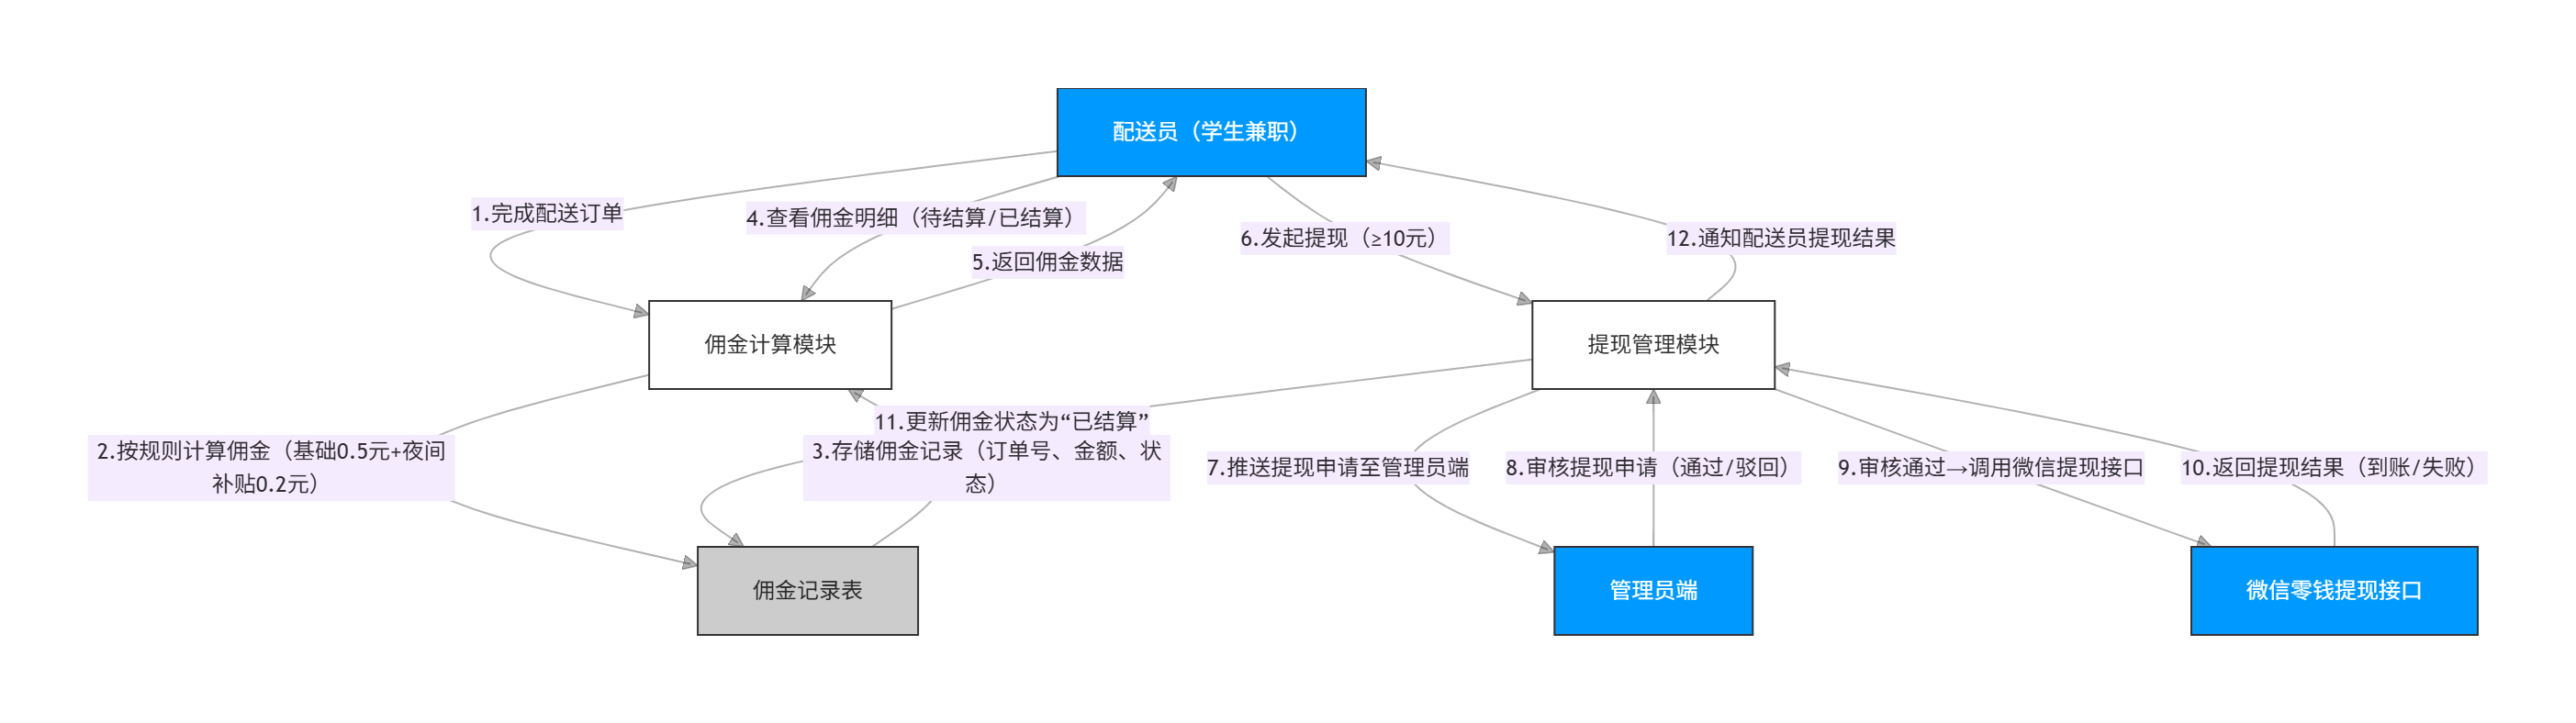 配送员（学生兼职）
1.完成配送订单
4.查看佣金明细（待结算/已结算）
5.返回佣金数据
6.发起提现（≥10元）
12.通知配送员提现结果
佣金计算模块
提现管理模块
11.更新佣金状态为“已结算”
2.按规则计算佣金（基础0.5元+夜间
补贴0.2元）
3.存储佣金记录（订单号、金额、状
态）
7.推送提现申请至管理员端
8.审核提现申请（通过/驳回）
9.审核通过→调用微信提现接口
10.返回提现结果（到账/失败）
佣金记录表
管理员端
微信零钱提现接口